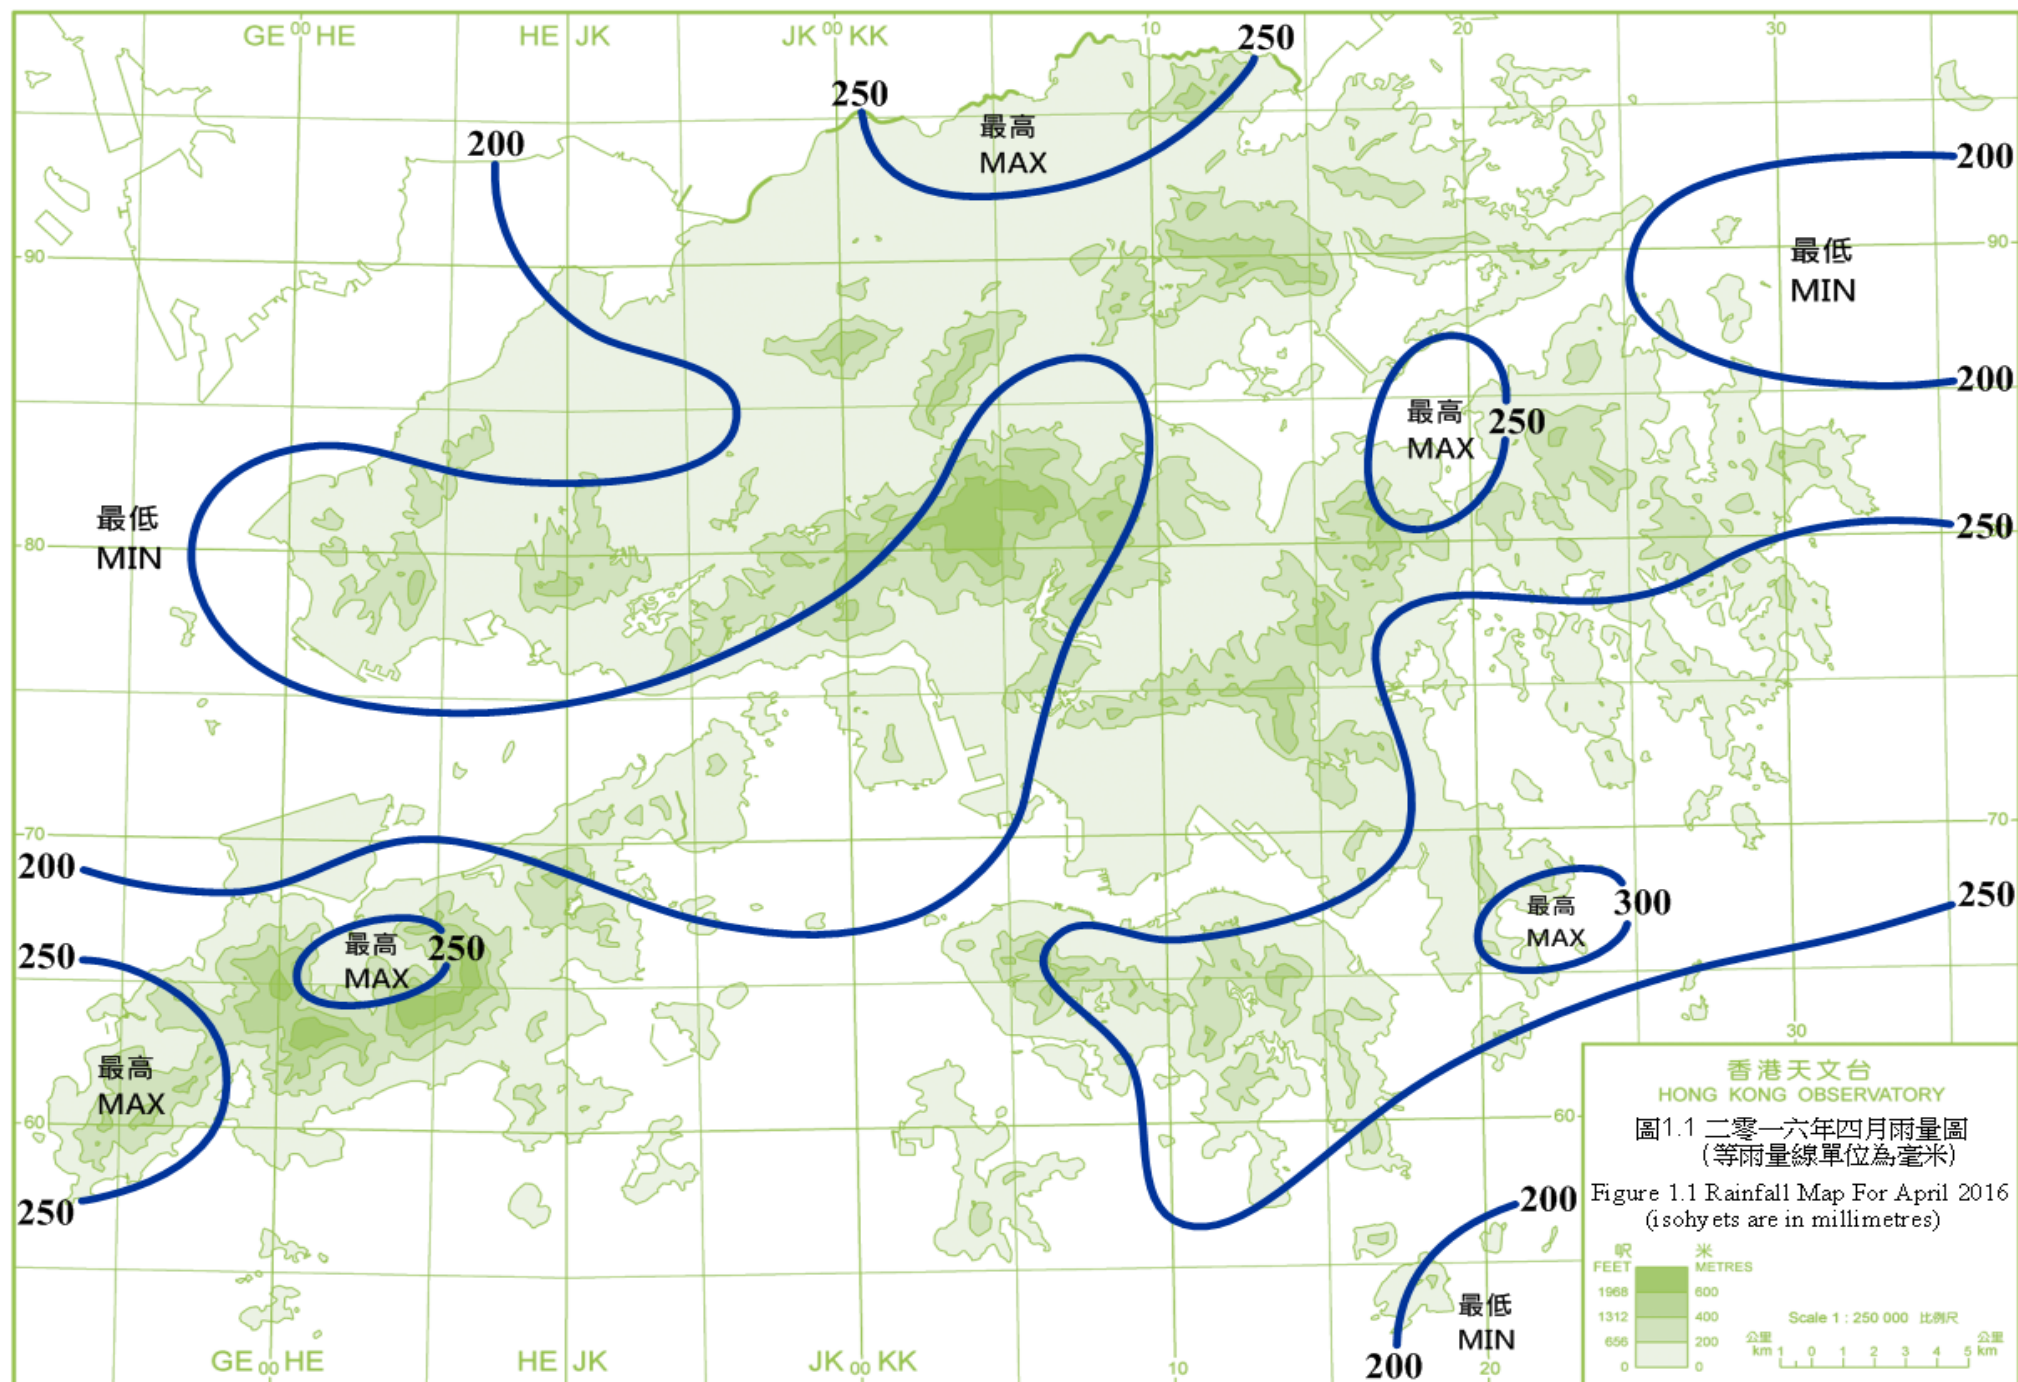 GE 00 HE
HE JK
JK 00 KK
10
20
30
250
250
最高
MAX
200
200
90
90
最低
MIN
200
最高
MAX
250
最低
MIN
80
250
80
70
70
200
250
最高
MAX
250
最高
MAX
300
250
最高
MAX
60
60
250
30
200
最低
MIN
200
GE 00 HE
HE JK
JK 00 KK
10
20
香港天文台
HONG KONG OBSERVATORY
圖1.1 二零一六年四月雨量圖
(等雨量線單位為毫米)
Figure 1.1 Rainfall Map For April 2016
(isohyets are in millimetres)
呎 米
FEET METRES
1968 600
1312 400
656 200
0 0
Scale 1 : 250 000 比例尺
公里 公里
km 1 0 1 2 3 4 5 km